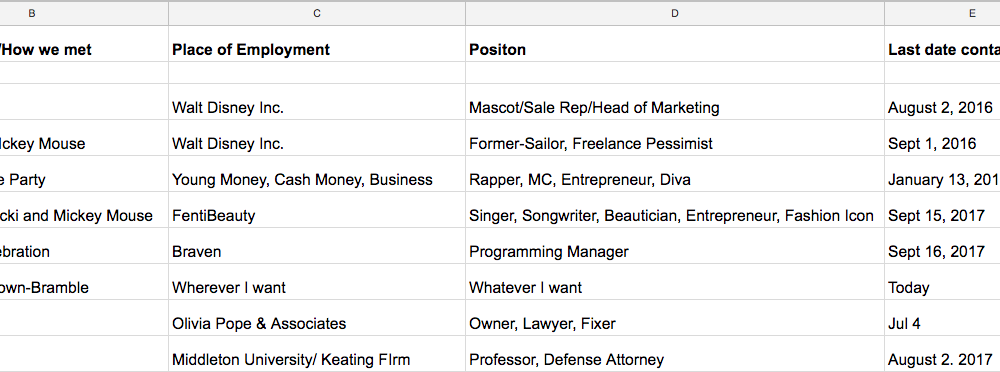 B C D E
/How we met Place of Employment Positon Last date conta
Walt Disney Inc. Mascot/Sale Rep/Head of Marketing August 2, 2016
ickey Mouse Walt Disney Inc. Former-Sailor, Freelance Pessimist Sept 1, 2016
e Party Young Money, Cash Money, Business Rapper, MC, Entrepreneur, Diva January 13, 201
cki and Mickey Mouse FentiBeauty Singer, Songwriter, Beautician, Entrepreneur, Fashion Icon Sept 15, 2017
ebration Braven Programming Manager Sept 16, 2017
own-Bramble Wherever I want Whatever I want Today
Olivia Pope & Associates Owner, Lawyer, Fixer Jul 4
Middleton University/ Keating FIrm Professor, Defense Attorney August 2. 2017